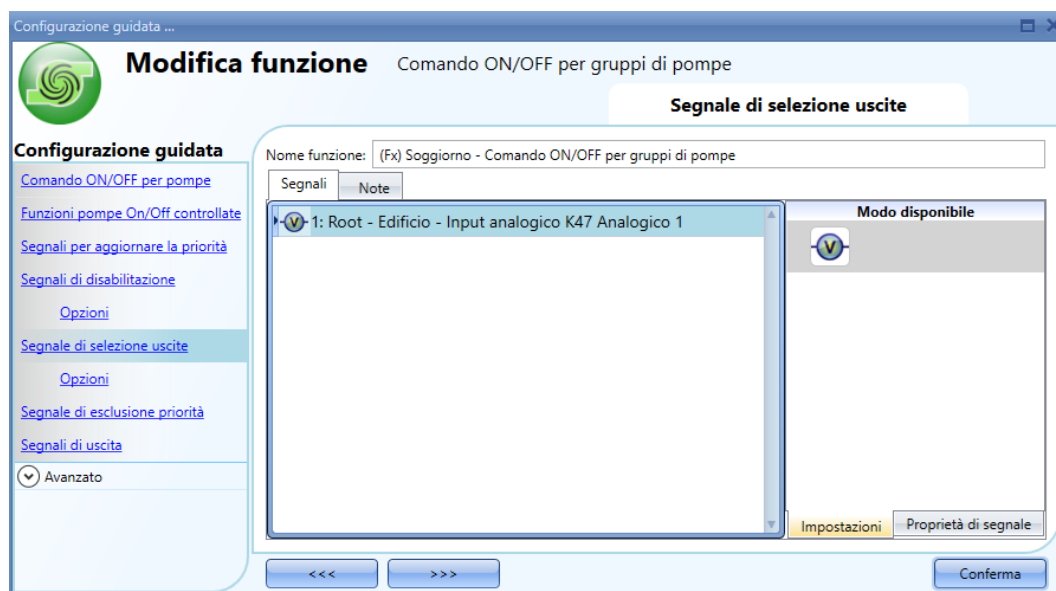 Configurazione guidata ...
Modifica funzione Comando ON/OFF per gruppi di pompe
Segnale di selezione uscite
Configurazione guidata
Comando ON/OFF per pompe
Funzioni pompe On/Off controllate
Segnali per aggiornare la priorità
Segnali di disabilitazione
Opzioni
Segnale di selezione uscite
Opzioni
Segnale di esclusione priorità
Segnali di uscita
Avanzato
Nome funzione: (Fx) Soggiorno - Comando ON/OFF per gruppi di pompe
Segnali Note
V 1: Root - Edificio - Input analogico K47 Analogico 1
Modo disponibile
V
Impostazioni Proprietà di segnale
<<< >>> Conferma